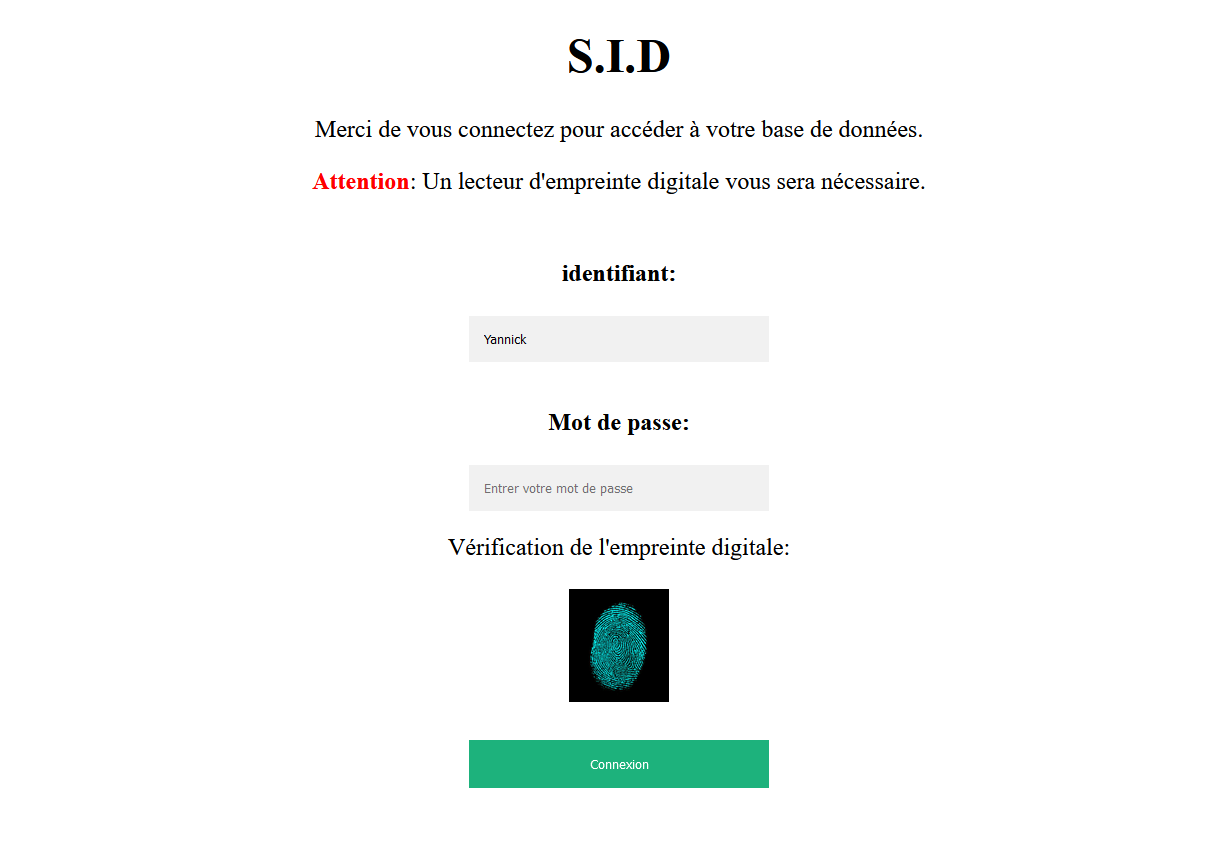 S.I.D
Merci de vous connectez pour accéder à votre base de données.
Attention: Un lecteur d'empreinte digitale vous sera nécessaire.
identifiant:
Yannick
Mot de passe:
Entrer votre mot de passe
Vérification de l'empreinte digitale:
Connexion